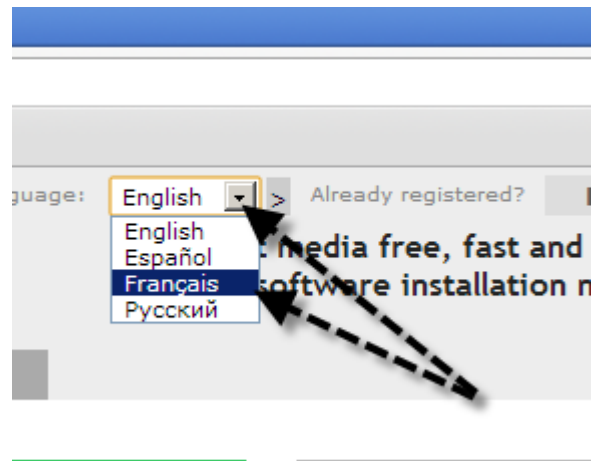 guage: English > Already registered?
English
Español
Français
Русский
media free, fast and
software installation